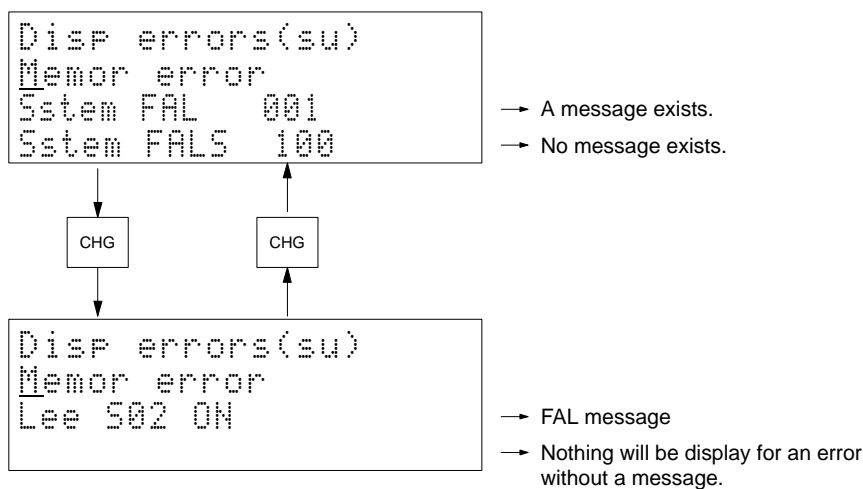 Disp errors(su)
Memor error
Sstem FAL 001
Sstem FALS 100
→ A message exists.
→ No message exists.
CHG
CHG
Disp errors(su)
Memor error
Lee S02 ON
→ FAL message
→ Nothing will be display for an error
without a message.